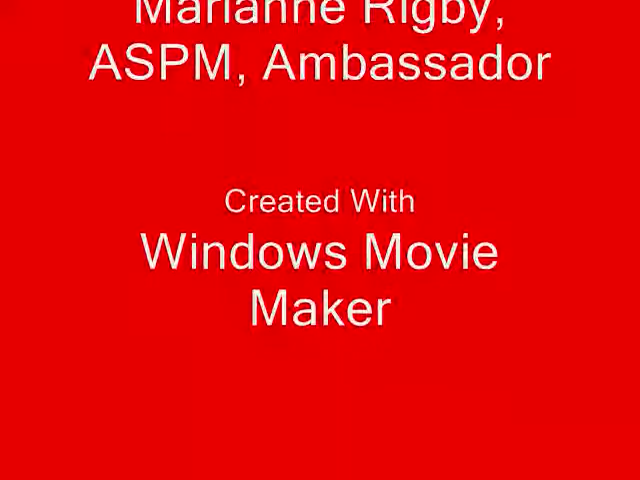 Marianne Rigby,
ASPM, Ambassador
Created With
Windows Movie
Maker